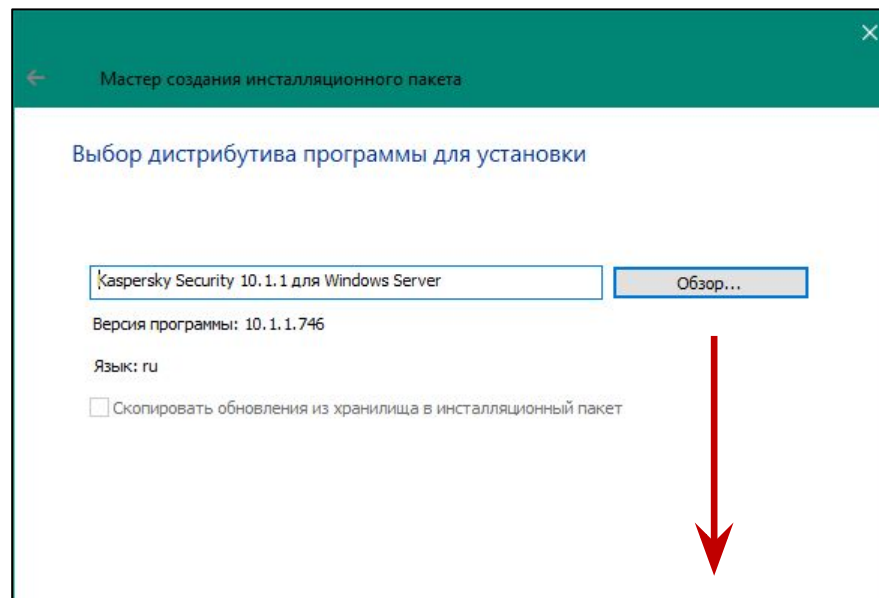 Мастер создания инсталляционного пакета
Выбор дистрибутива программы для установки
Kaspersky Security 10.1.1 для Windows Server
Обзор...
Версия программы: 10.1.1.746
Язык: ru
Скопировать обновления из хранилища в инсталляционный пакет